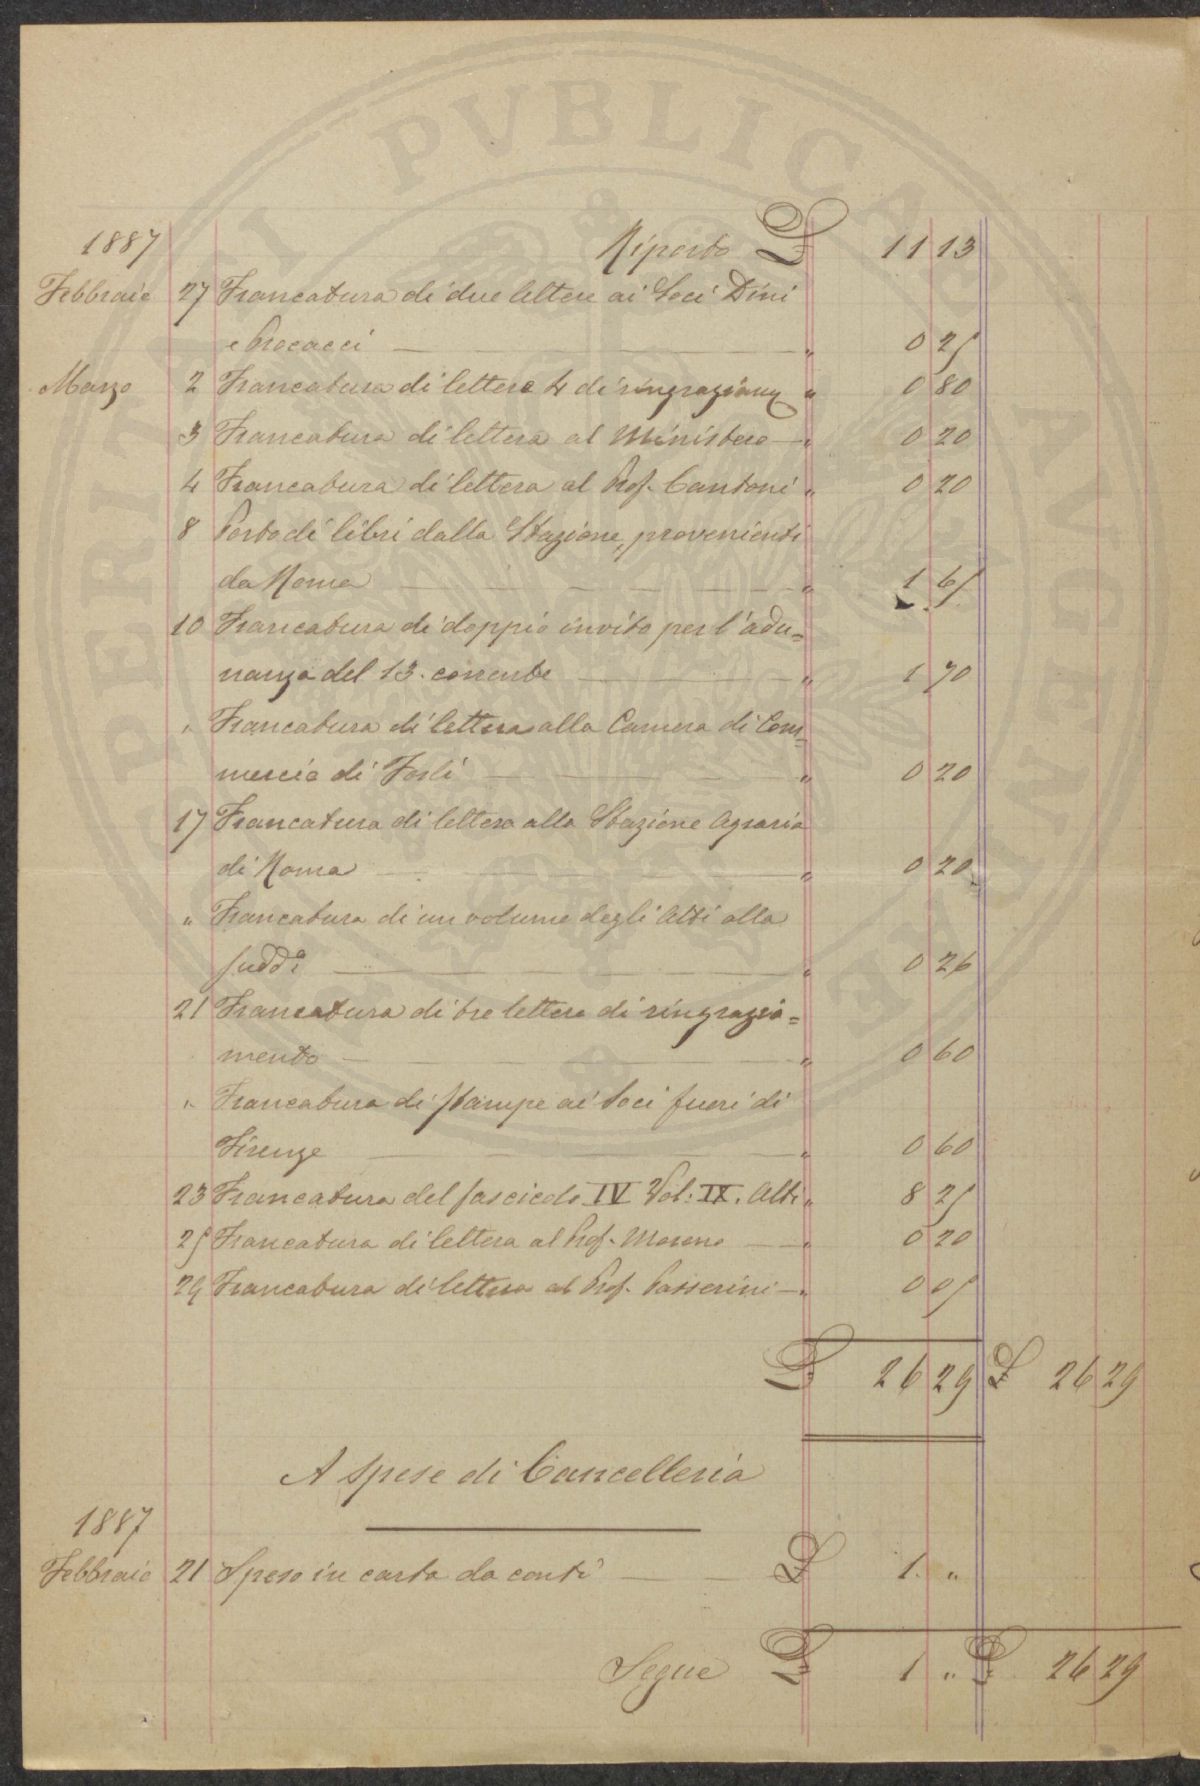 PERITAE PUBLICAE
1887 Riporto £ 11 13
Febbraio 27 Francatura di due lettere ai Soci Dini
e Procacci — " 0 25
Marzo 2 Francatura di lettere 4 di " 0 80
3 Francatura di lettera al Ministero — " 0 20
4 Francatura di lettera al Prof. Cantoni " 0 20
8 Porto di libri dalla Stazione, provenienti
da Roma — " 1 65
10 Francatura di doppio invito per l'adu=
nanza del 13. corrente — " 1 70
" Francatura di lettera alla Camera di Com=
mercio di Forlì — " 0 20
17 Francatura di lettera alla Stazione Agraria
di Roma — " 0 20
" Francatura di un volume degli Atti alla
sudda — " 0 26
21 Francatura di tre lettere di ringrazia=
mento — " 0 60
" Francatura di stampe ai Soci fuori di
Firenze — " 0 60
23 Francatura del fascicolo IV Vol: IX. Atti " 8 25
25 Francatura di lettera al Prof. Moreno — " 0 20
29 Francatura di lettera al Prof. Passerini — " 0 05
£ 26 29 £ 26 29
A spese di Cancelleria
1887
Febbraio 21 Speso in carta da conti — £ 1. "
Segue £ 1 " £ 26 29